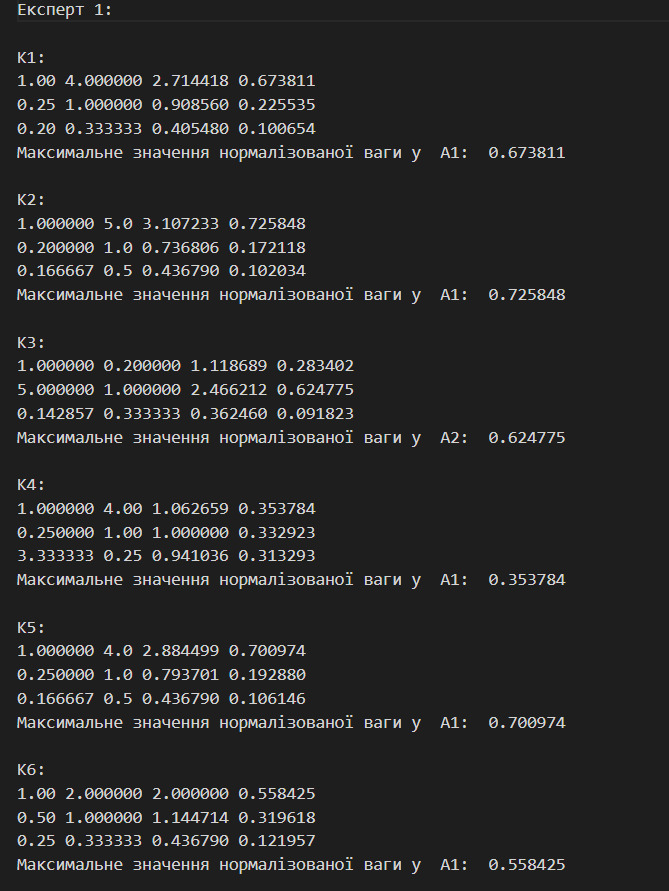 Експерт 1:
K1:
1.00 4.000000 2.714418 0.673811
0.25 1.000000 0.908560 0.225535
0.20 0.333333 0.405480 0.100654
Максимальне значення нормалізованої ваги у  A1:  0.673811
K2:
1.000000 5.0 3.107233 0.725848
0.200000 1.0 0.736806 0.172118
0.166667 0.5 0.436790 0.102034
Максимальне значення нормалізованої ваги у  A1:  0.725848
K3:
1.000000 0.200000 1.118689 0.283402
5.000000 1.000000 2.466212 0.624775
0.142857 0.333333 0.362460 0.091823
Максимальне значення нормалізованої ваги у  A2:  0.624775
K4:
1.000000 4.00 1.062659 0.353784
0.250000 1.00 1.000000 0.332923
3.333333 0.25 0.941036 0.313293
Максимальне значення нормалізованої ваги у  A1:  0.353784
K5:
1.000000 4.0 2.884499 0.700974
0.250000 1.0 0.793701 0.192880
0.166667 0.5 0.436790 0.106146
Максимальне значення нормалізованої ваги у  A1:  0.700974
K6:
1.00 2.000000 2.000000 0.558425
0.50 1.000000 1.144714 0.319618
0.25 0.333333 0.436790 0.121957
Максимальне значення нормалізованої ваги у  A1:  0.558425